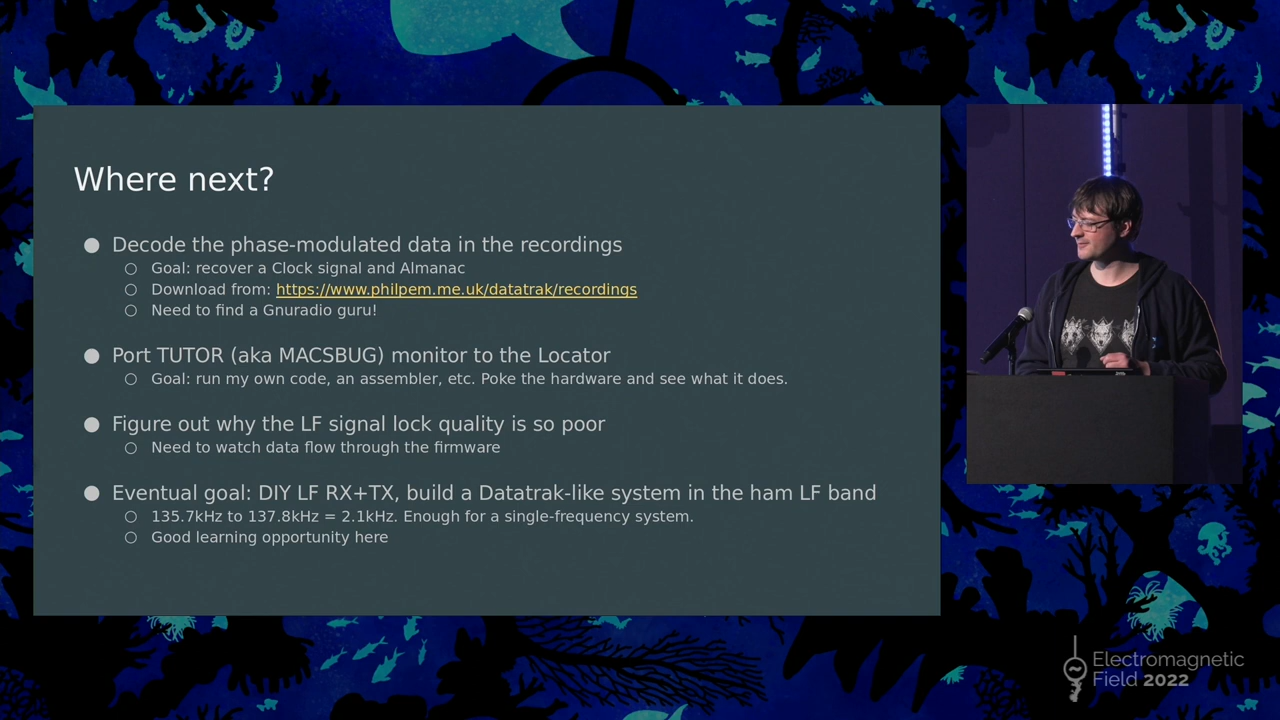 Where next?
● Decode the phase-modulated data in the recordings
○ Goal: recover a Clock signal and Almanac
○ Download from: https://www.philpem.me.uk/datatrak/recordings
○ Need to find a Gnuradio guru!
● Port TUTOR (aka MACSBUG) monitor to the Locator
○ Goal: run my own code, an assembler, etc. Poke the hardware and see what it does.
● Figure out why the LF signal lock quality is so poor
○ Need to watch data flow through the firmware
● Eventual goal: DIY LF RX+TX, build a Datatrak-like system in the ham LF band
○ 135.7kHz to 137.8kHz = 2.1kHz. Enough for a single-frequency system.
○ Good learning opportunity here
Electromagnetic
Field 2022